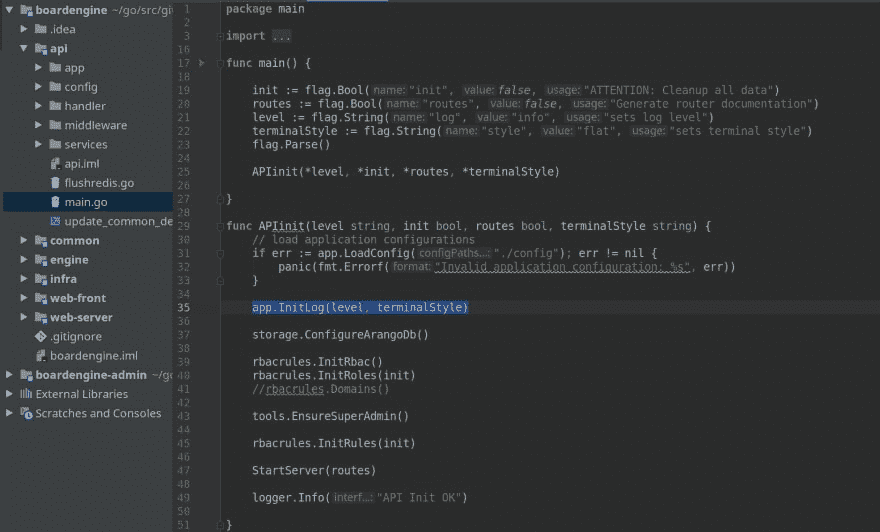 boardengine ~/go/src/gi
.idea
api
app
config
handler
middleware
services
api.iml
flushredis.go
main.go
update_common_de
common
engine
infra
web-front
web-server
.gitignore
boardengine.iml
boardengine-admin ~/go
External Libraries
Scratches and Consoles
1 package main
2
3 import ...
16
17 func main() {
18
19 init := flag.Bool( name: "init", value: false, usage: "ATTENTION: Cleanup all data")
20 routes := flag.Bool( name: "routes", value: false, usage: "Generate router documentation")
21 level := flag.String( name: "log", value: "info", usage: "sets log level")
22 terminalStyle := flag.String( name: "style", value: "flat", usage: "sets terminal style")
23 flag.Parse()
24
25 APIinit(*level, *init, *routes, *terminalStyle)
26
27 }
28
29 func APIinit(level string, init bool, routes bool, terminalStyle string) {
30 // load application configurations
31 if err := app.LoadConfig( configPaths...: "./config"); err != nil {
32 panic(fmt.Errorf( format: "Invalid application configuration: %s", err))
33 }
34
35 app.InitLog(level, terminalStyle)
36
37 storage.ConfigureArangoDb()
38
39 rbacrules.InitRbac()
40 rbacrules.InitRoles(init)
41 //rbacrules.Domains()
42
43 tools.EnsureSuperAdmin()
44
45 rbacrules.InitRules(init)
46
47 StartServer(routes)
48
49 logger.Info( interf...: "API Init OK")
50
51 }